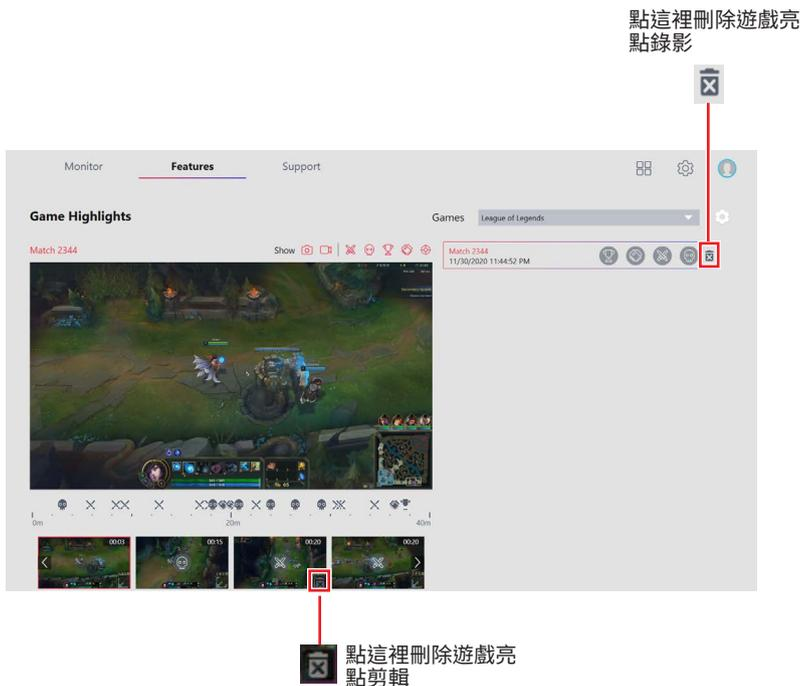 點這裡刪除遊戲亮
點錄影
Monitor Features Support
Game Highlights
Games League of Legends
Match 2344
Show
Match 2344
11/30/2020 11:44:52 PM
0m 20m 40m
00:03 00:15 00:20 00:20
點這裡刪除遊戲亮
點剪輯